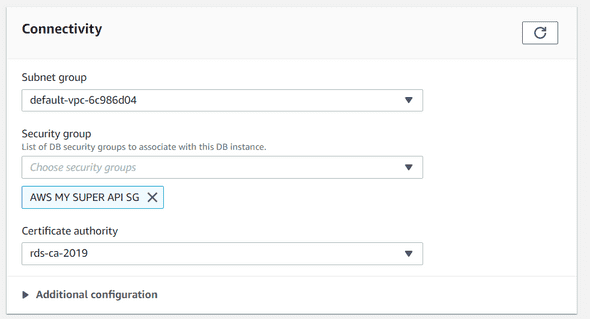 Connectivity
Subnet group
default-vpc-6c986d04
Security group
List of DB security groups to associate with this DB instance.
Choose security groups
AWS MY SUPER API SG
Certificate authority
rds-ca-2019
Additional configuration